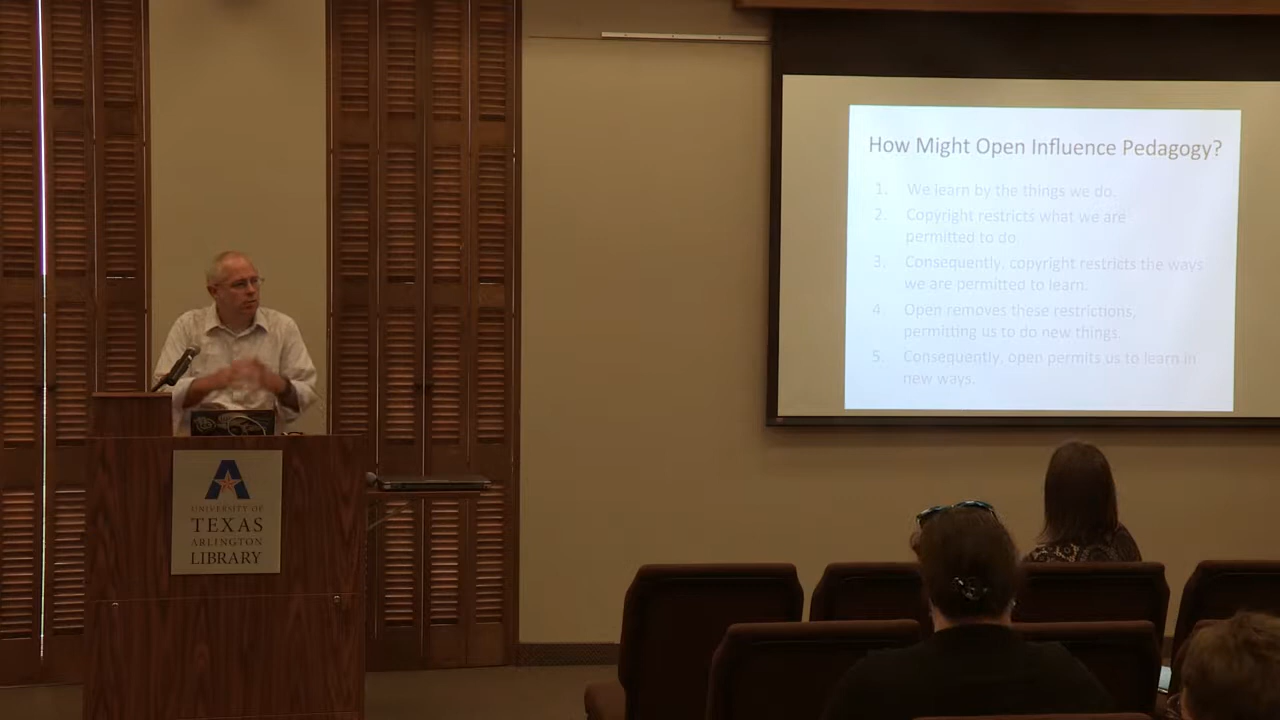 How Might Open Influence Pedagogy?
1. We learn by the things we do.
2. Copyright restricts what we are
permitted to do.
3. Consequently, copyright restricts the ways
we are permitted to learn.
4. Open removes these restrictions,
permitting us to do new things.
5. Consequently, open permits us to learn in
new ways.
UNIVERSITY OF
TEXAS
ARLINGTON
LIBRARY